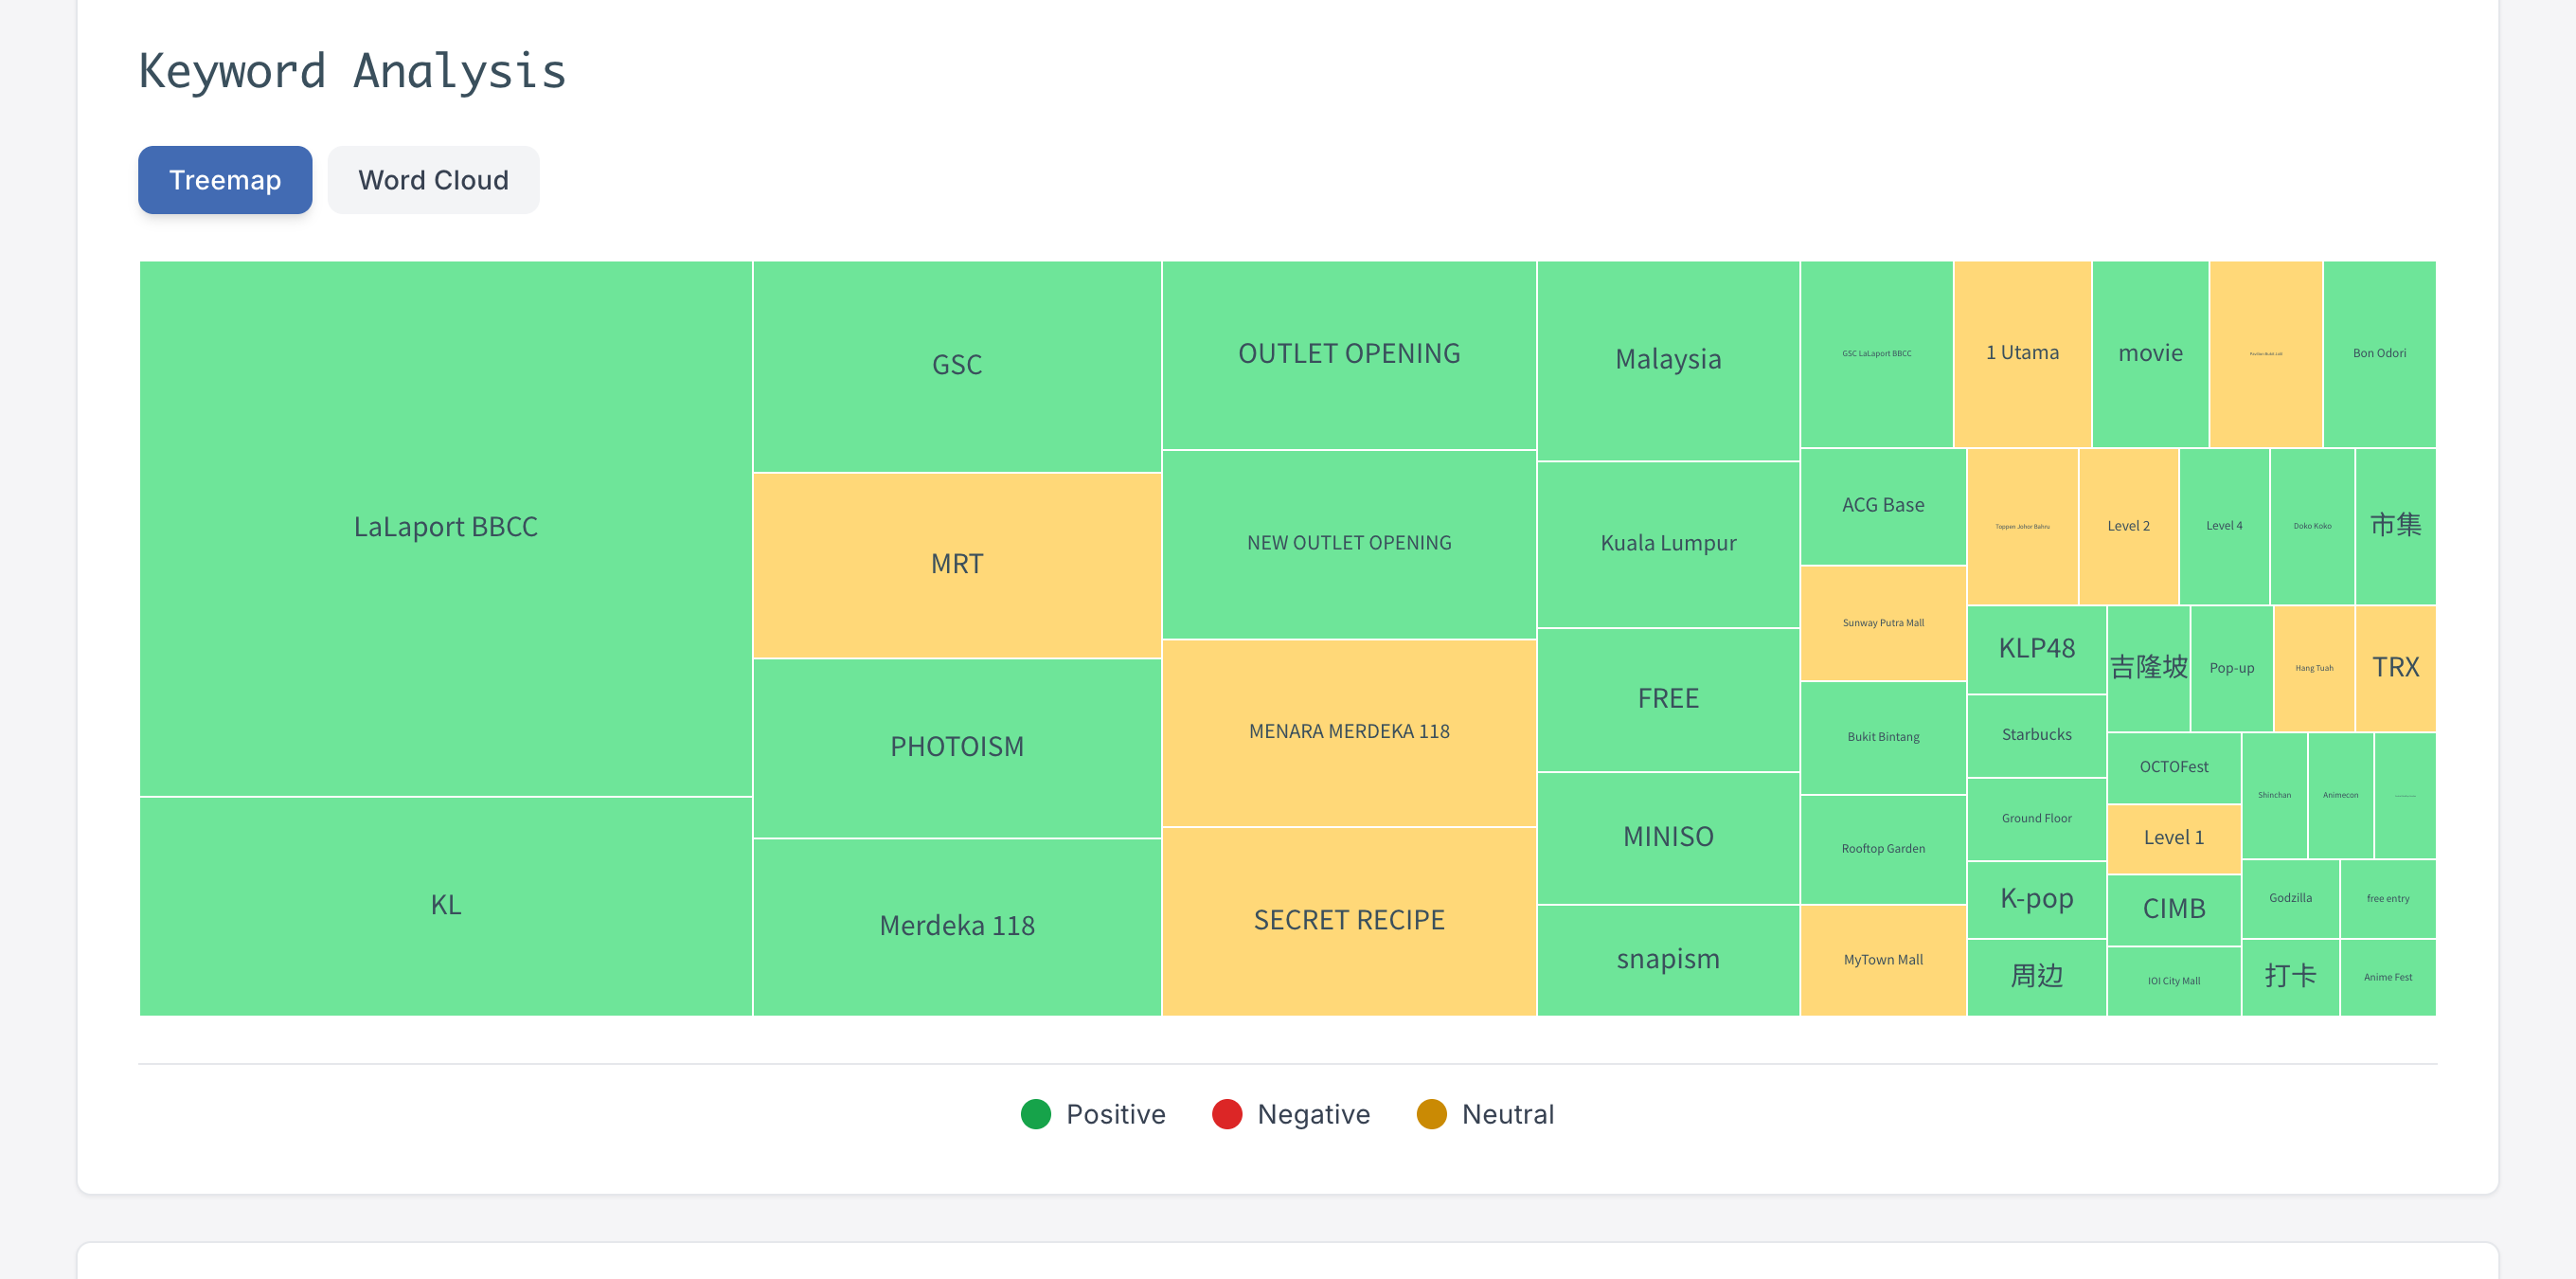 Keyword Analysis
Treemap
Word Cloud
LaLaport BBCC
KL
GSC
MRT
PHOTOISM
Merdeka 118
OUTLET OPENING
NEW OUTLET OPENING
MENARA MERDEKA 118
SECRET RECIPE
Malaysia
Kuala Lumpur
FREE
MINISO
snapism
GSC LaLaport BBCC
1 Utama
movie
Bon Odori
ACG Base
Sunway Putra Mall
Bukit Bintang
Rooftop Garden
MyTown Mall
Toppen Johor Bahru
Level 2
Level 4
Doko Koko
市集
KLP48
Starbucks
Ground Floor
K-pop
周边
吉隆坡
Pop-up
Hang Tuah
TRX
OCTOFest
Level 1
CIMB
IOI City Mall
Shinchan
Animecon
Godzilla
free entry
打卡
Anime Fest
Positive
Negative
Neutral